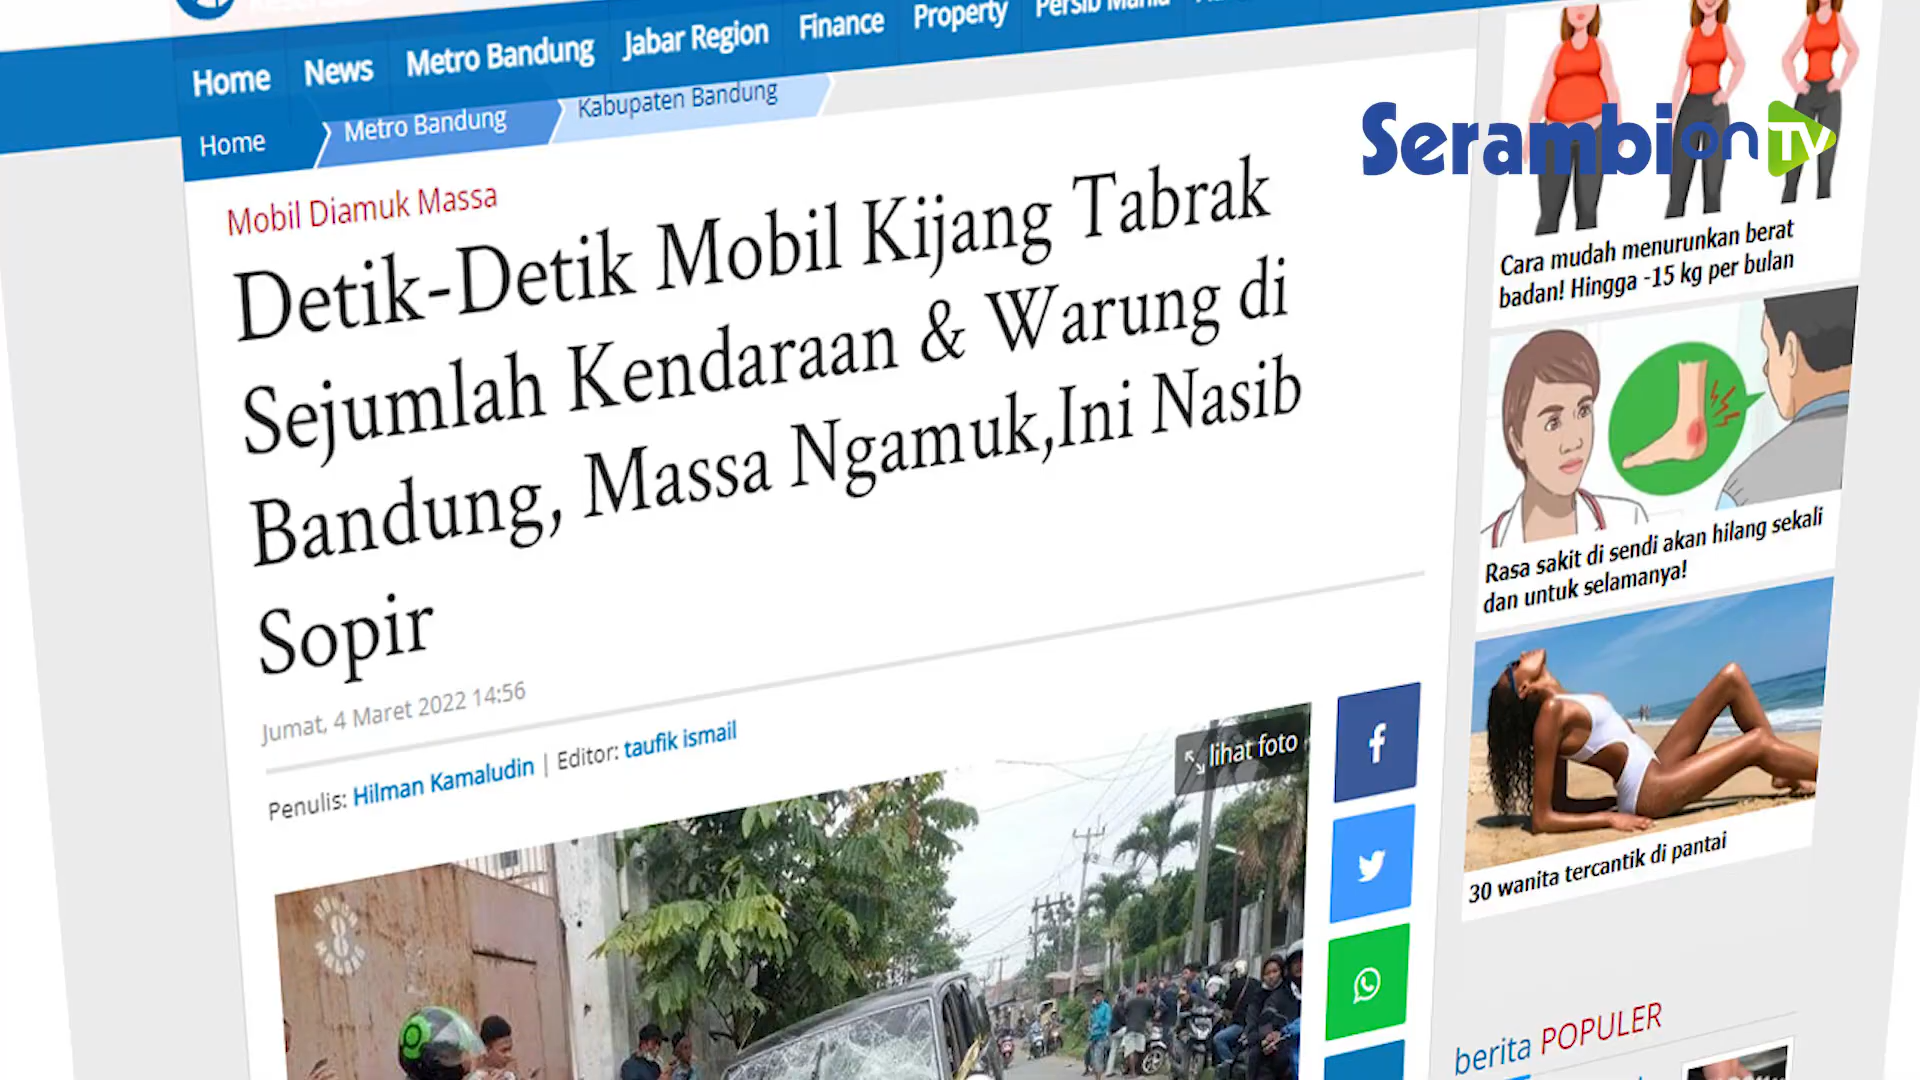 Home News Metro Bandung Jabar Region Finance Property Persib Mania
Home Metro Bandung Kabupaten Bandung
Serambi on TV
Mobil Diamuk Massa
Detik-Detik Mobil Kijang Tabrak
Sejumlah Kendaraan & Warung di
Bandung, Massa Ngamuk,Ini Nasib
Sopir
Jumat, 4 Maret 2022 14:56
Penulis: Hilman Kamaludin | Editor: taufik ismail
lihat foto
Cara mudah menurunkan berat
badan! Hingga -15 kg per bulan
Rasa sakit di sendi akan hilang sekali
dan untuk selamanya!
30 wanita tercantik di pantai
berita POPULER